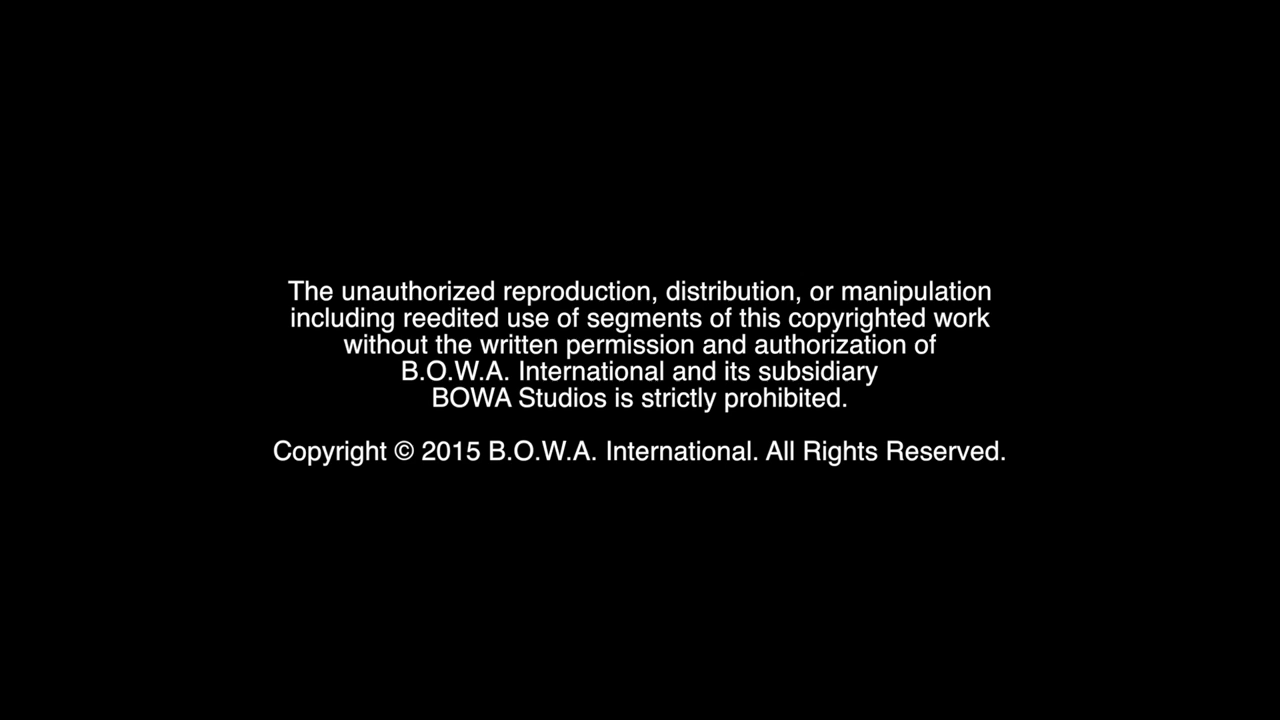 The unauthorized reproduction, distribution, or manipulation
including reedited use of segments of this copyrighted work
without the written permission and authorization of
B.O.W.A. International and its subsidiary
BOWA Studios is strictly prohibited.
Copyright © 2015 B.O.W.A. International. All Rights Reserved.